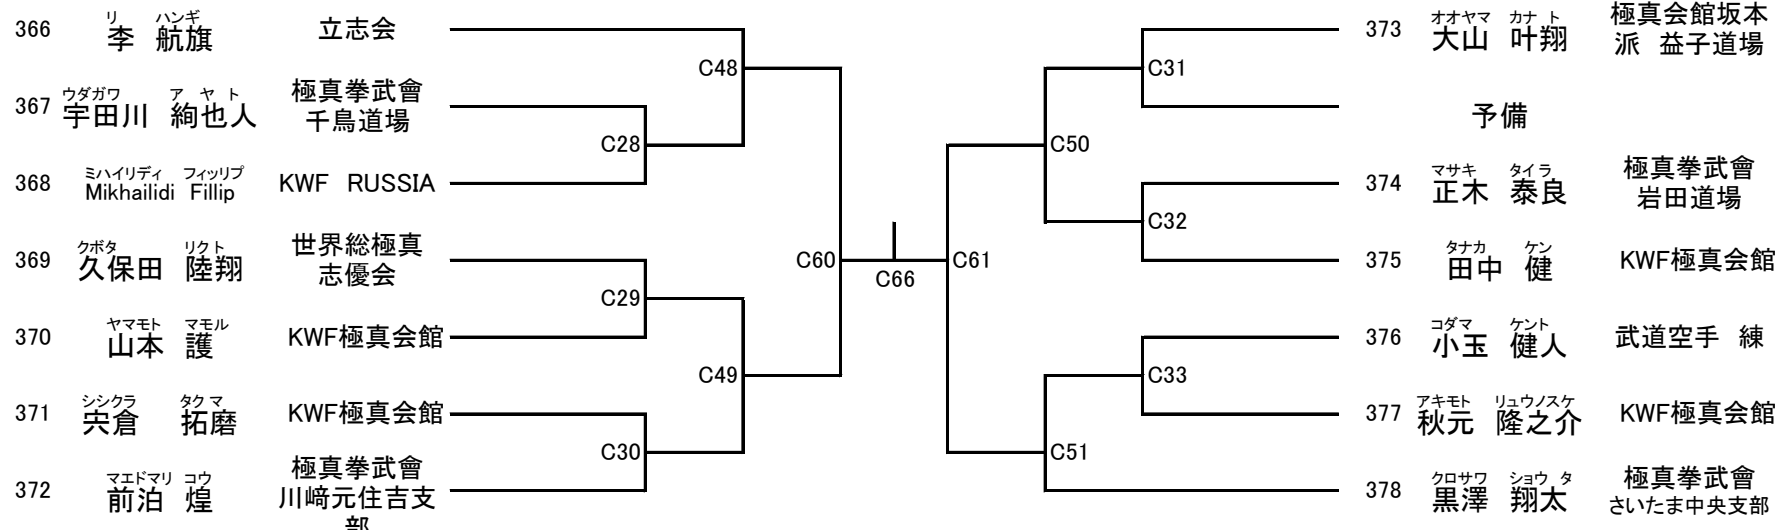 リ ハンギ
366 李 航旗 立志会
ウダガワ アヤト
367 宇田川 絢也人 極真拳武會
千鳥道場
ミハイリディ フィッリプ
368 Mikhailidi Fillip KWF RUSSIA
クボタ リクト
369 久保田 陸翔 世界総極真
志優会
ヤマモト マモル
370 山本 護 KWF極真会館
シシクラ タクマ
371 宍倉 拓磨 KWF極真会館
マエドマリ コウ
372 前泊 煌 極真拳武會
川﨑元住吉支
部
C48
C28
C29
C49
C30
C60
C66
C61
C31
C50
C32
C33
C51
オオヤマ カナト
373 大山 叶翔 極真会館坂本
派 益子道場
予備
マサキ タイラ
374 正木 泰良 極真拳武會
岩田道場
タナカ ケン
375 田中 健 KWF極真会館
コダマ ケント
376 小玉 健人 武道空手 練
アキモト リュウノスケ
377 秋元 隆之介 KWF極真会館
クロサワ ショウタ
378 黒澤 翔太 極真拳武會
さいたま中央支部